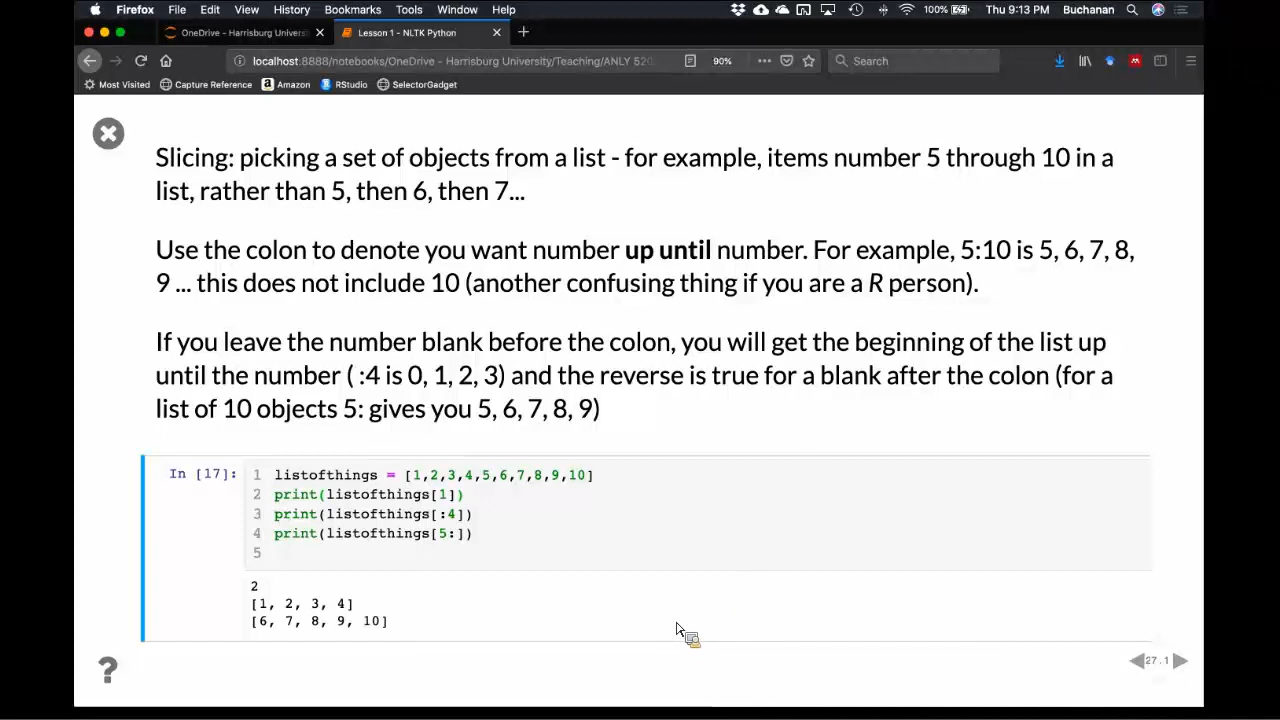 Firefox File Edit View History Bookmarks Tools Window Help 100% Thu 9:13 PM Buchanan
OneDrive - Harrisburg Universi Lesson 1 - NLTK Python
localhost:8888/notebooks/OneDrive - Harrisburg University/Teaching/ANLY 520 90% Search
Most Visited Capture Reference Amazon RStudio SelectorGadget
Slicing: picking a set of objects from a list - for example, items number 5 through 10 in a
list, rather than 5, then 6, then 7...
Use the colon to denote you want number up until number. For example, 5:10 is 5, 6, 7, 8,
9 ... this does not include 10 (another confusing thing if you are a R person).
If you leave the number blank before the colon, you will get the beginning of the list up
until the number ( :4 is 0, 1, 2, 3) and the reverse is true for a blank after the colon (for a
list of 10 objects 5: gives you 5, 6, 7, 8, 9)
In [17]: 1 listofthings = [1,2,3,4,5,6,7,8,9,10]
2 print(listofthings[1])
3 print(listofthings[:4])
4 print(listofthings[5:])
5
2
[1, 2, 3, 4]
[6, 7, 8, 9, 10]
?
27.1